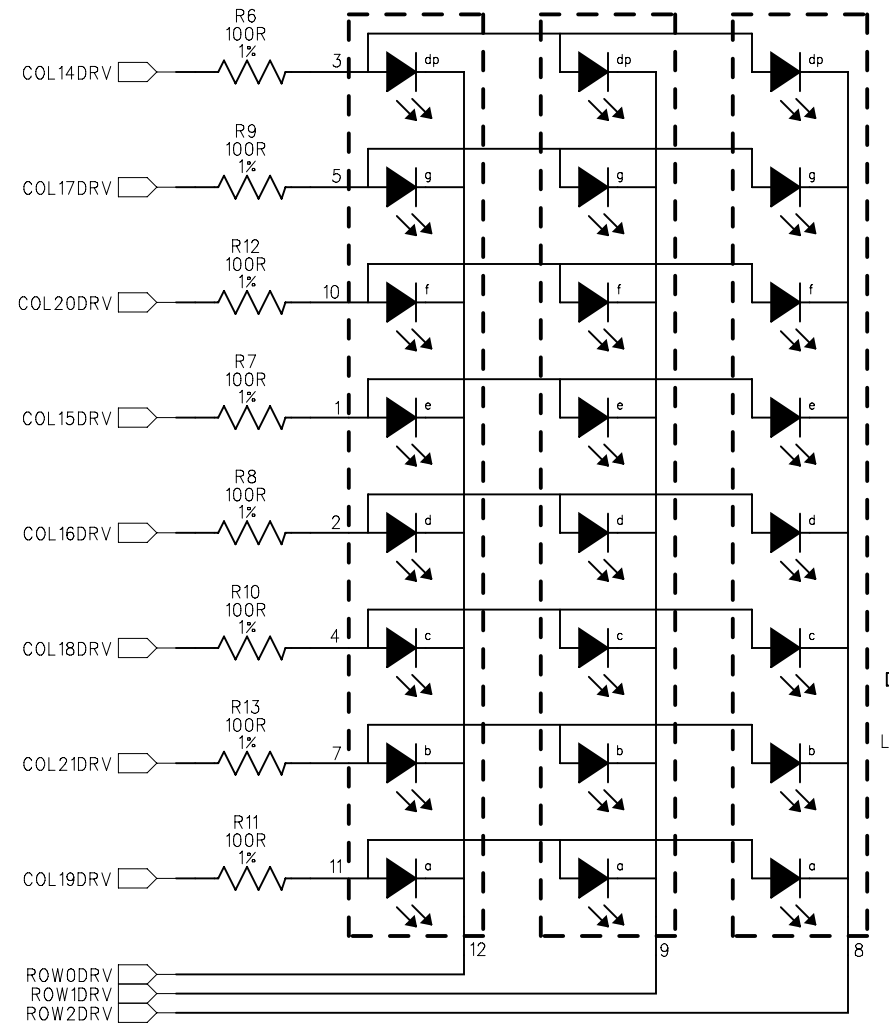 R6
100R
1%
COL14DRV
3
dp
dp
dp
R9
100R
1%
COL17DRV
5
g
g
g
R12
100R
1%
COL20DRV
10
f
f
f
R7
100R
1%
COL15DRV
1
e
e
e
R8
100R
1%
COL16DRV
2
d
d
d
R10
100R
1%
COL18DRV
4
c
c
c
D
R13
100R
1%
L
COL21DRV
7
b
b
b
R11
100R
1%
COL19DRV
11
a
a
a
12
9
8
ROW0DRV
ROW1DRV
ROW2DRV